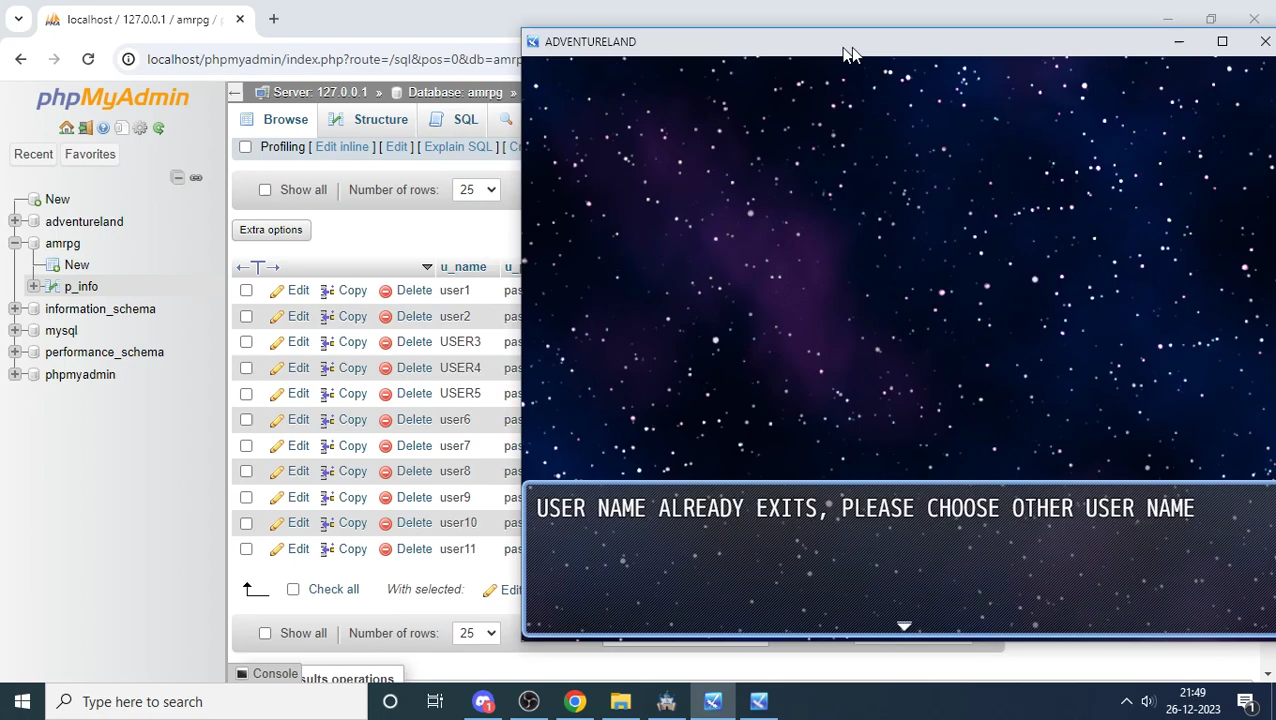 localhost / 127.0.0.1 / amrpg /
localhost/phpmyadmin/index.php?route=/sql&pos=0&db=amrp
ADVENTURELAND
phpMyAdmin
Recent
Favorites
New
adventureland
amrpg
New
p_info
information_schema
mysql
performance_schema
phpmyadmin
Server: 127.0.0.1 » Database: amrpg »
Browse Structure SQL
Profiling [ Edit inline ] [ Edit ] [ Explain SQL ] [
Show all Number of rows: 25
Extra options
u_name
Edit Copy Delete user1
Edit Copy Delete user2
Edit Copy Delete USER3
Edit Copy Delete USER4
Edit Copy Delete USER5
Edit Copy Delete user6
Edit Copy Delete user7
Edit Copy Delete user8
Edit Copy Delete user9
Edit Copy Delete user10
Edit Copy Delete user11
Check all With selected: Edit
Show all Number of rows: 25
Console
operations
USER NAME ALREADY EXITS, PLEASE CHOOSE OTHER USER NAME
Type here to search
21:49
26-12-2023
1